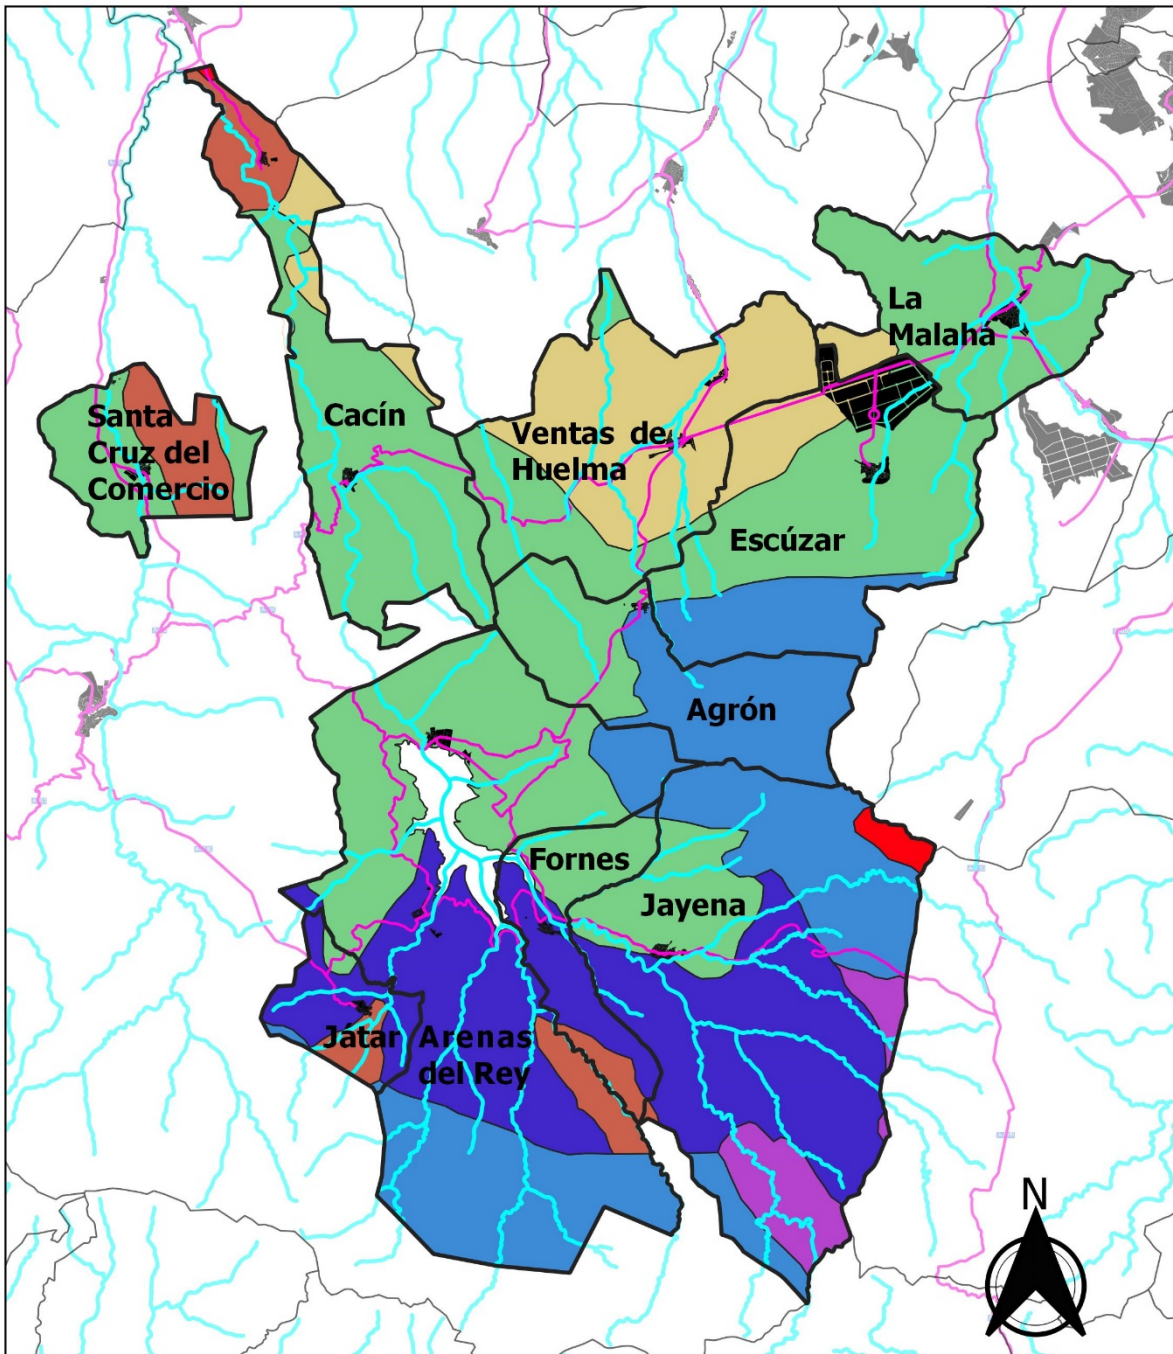 La
Malahá
Santa
Cruz del
Comercio
Cacín
Ventas de
Huelma
Escúzar
Agrón
Fornes
Jayena
Játar
Arenas
del Rey
N